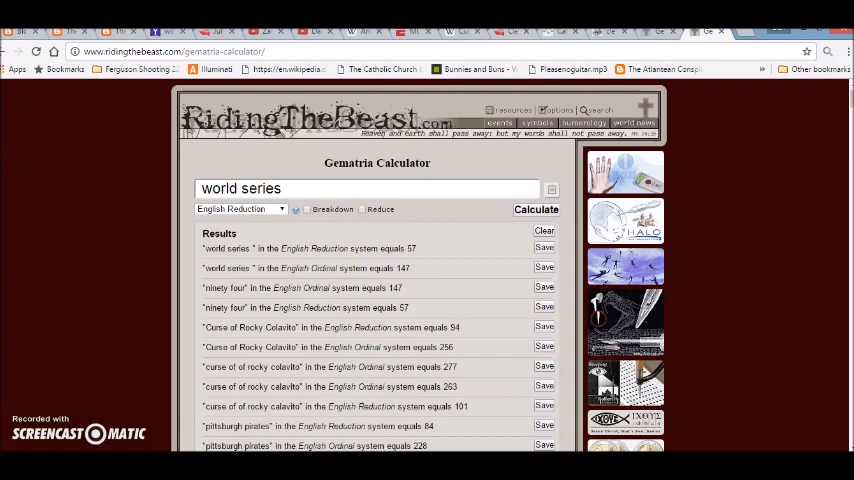 www.ridingthebeast.com/gematria-calculator/
Apps Bookmarks Ferguson Shooting 22 Illuminati https://en.wikipedia. The Catholic Church Bunnies and Buns - W Pleasenoguitar.mp3 The Atlantean Conspi » Other bookmarks
RidingTheBeast.com
resources options search
events symbols numerology world news
Heaven and earth shall pass away: but my words shall not pass away.
Gematria Calculator
world series
English Reduction Breakdown Reduce Calculate
Results Clear
"world series " in the English Reduction system equals 57 Save
"world series " in the English Ordinal system equals 147 Save
"ninety four" in the English Ordinal system equals 147 Save
"ninety four" in the English Reduction system equals 57 Save
"Curse of Rocky Colavito" in the English Reduction system equals 94 Save
"Curse of Rocky Colavito" in the English Ordinal system equals 256 Save
"curse of of rocky colavito" in the English Ordinal system equals 277 Save
"curse of of rocky calavito" in the English Ordinal system equals 263 Save
"curse of of rocky calavito" in the English Reduction system equals 101 Save
"pittsburgh pirates" in the English Reduction system equals 84 Save
"pittsburgh pirates" in the English Ordinal system equals 228 Save
HALO
ΙΧΘΥΣ
Recorded with
SCREENCAST-O-MATIC